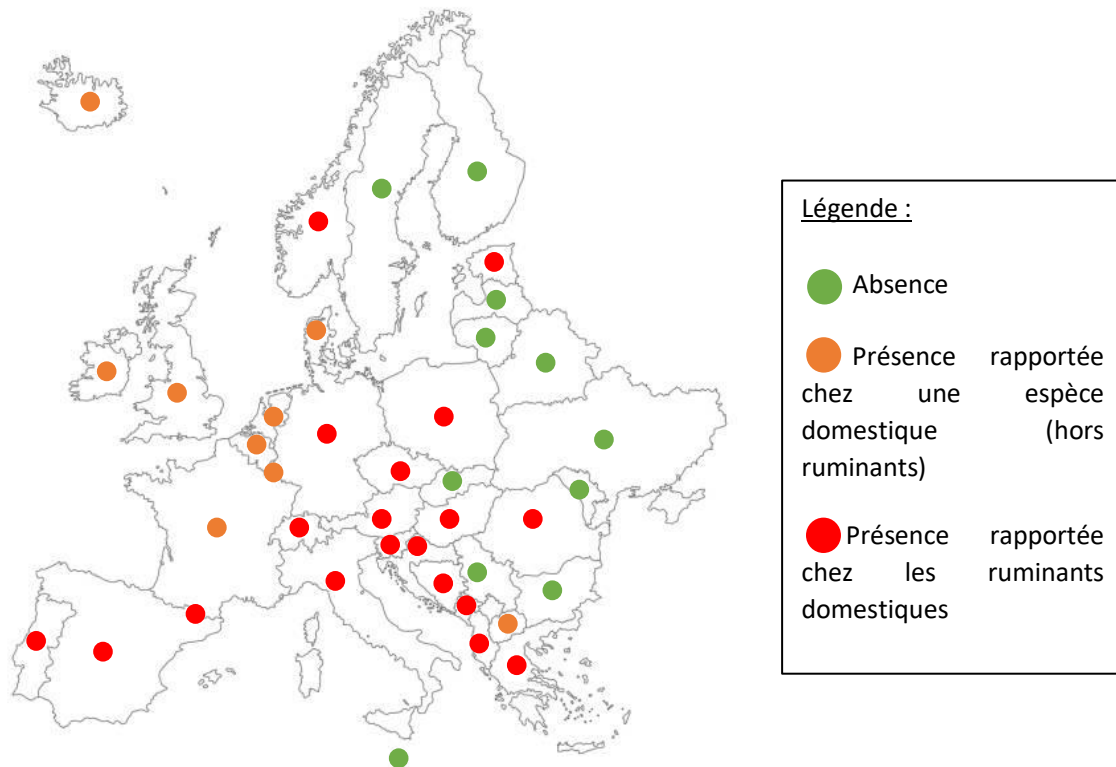 Légende :
Absence
Présence rapportée
chez une espèce
domestique (hors
ruminants)
Présence rapportée
chez les ruminants
domestiques